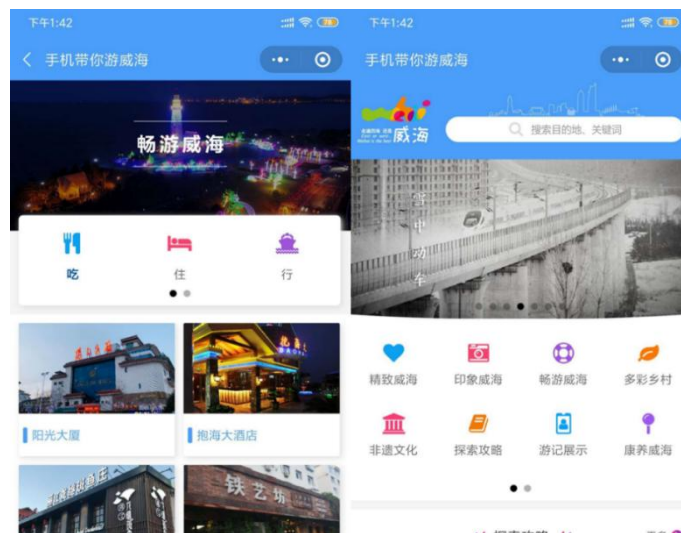 下午1:42
78
手机带你游威海
畅游威海
吃
住
行
阳光大厦
抱海大酒店
铁艺坊
下午1:42
78
手机带你游威海
威海
搜索目的地、关键词
雪中动车
精致威海
印象威海
畅游威海
多彩乡村
非遗文化
探索攻略
游记展示
康养威海